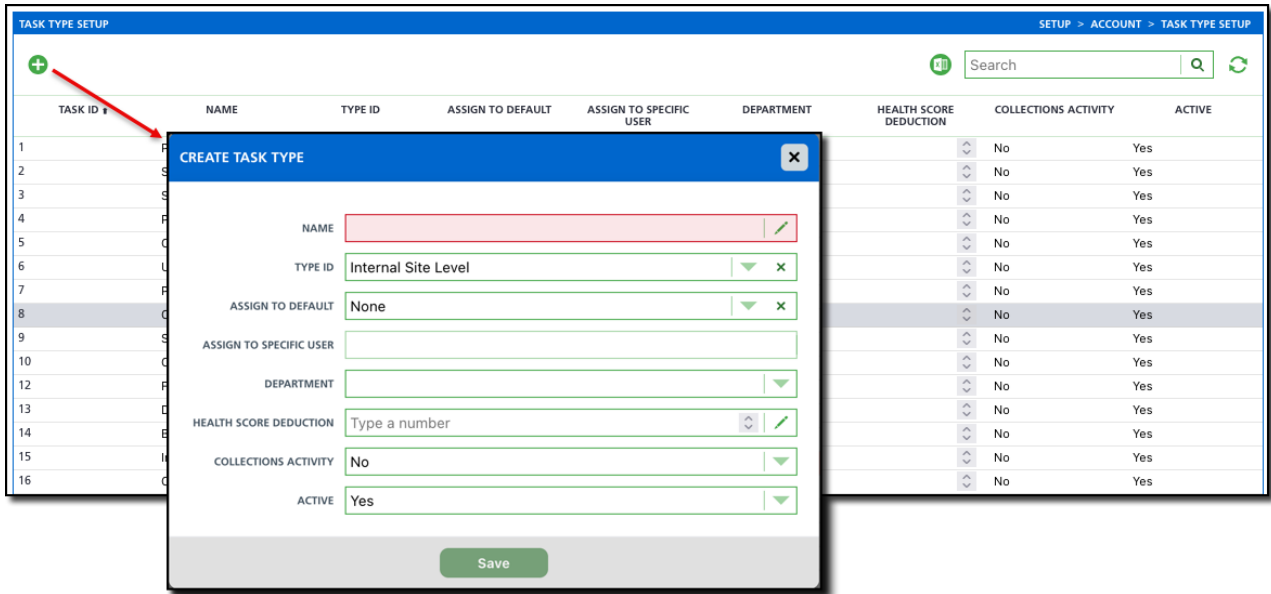 TASK TYPE SETUP SETUP > ACCOUNT > TASK TYPE SETUP
Search
TASK ID NAME TYPE ID ASSIGN TO DEFAULT ASSIGN TO SPECIFIC USER DEPARTMENT HEALTH SCORE DEDUCTION COLLECTIONS ACTIVITY ACTIVE
1 No Yes
2 No Yes
3 No Yes
4 No Yes
5 No Yes
6 No Yes
7 No Yes
8 No Yes
9 No Yes
10 No Yes
12 No Yes
13 No Yes
14 No Yes
15 No Yes
16 No Yes
CREATE TASK TYPE
NAME
TYPE ID Internal Site Level
ASSIGN TO DEFAULT None
ASSIGN TO SPECIFIC USER
DEPARTMENT
HEALTH SCORE DEDUCTION Type a number
COLLECTIONS ACTIVITY No
ACTIVE Yes
Save